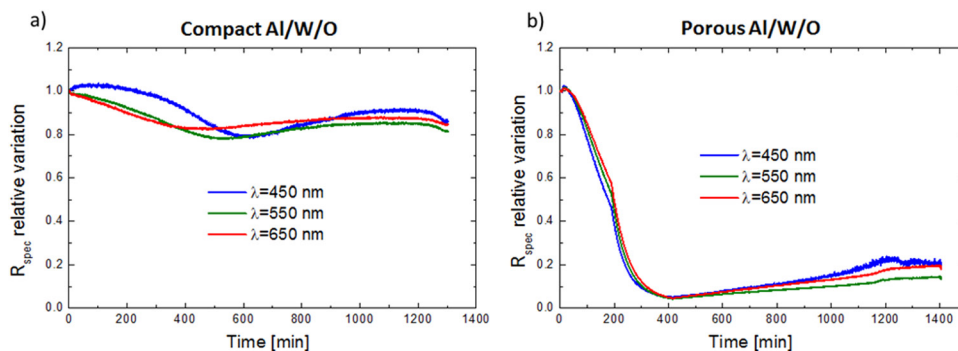 a)
Compact Al/W/O
1.2
1.0
0.8
0.6
0.4
0.2
0.0
R_spec relative variation
λ=450 nm
λ=550 nm
λ=650 nm
0 200 400 600 800 1000 1200 1400
Time [min]
b)
Porous Al/W/O
1.2
1.0
0.8
0.6
0.4
0.2
0.0
R_spec relative variation
λ=450 nm
λ=550 nm
λ=650 nm
0 200 400 600 800 1000 1200 1400
Time [min]